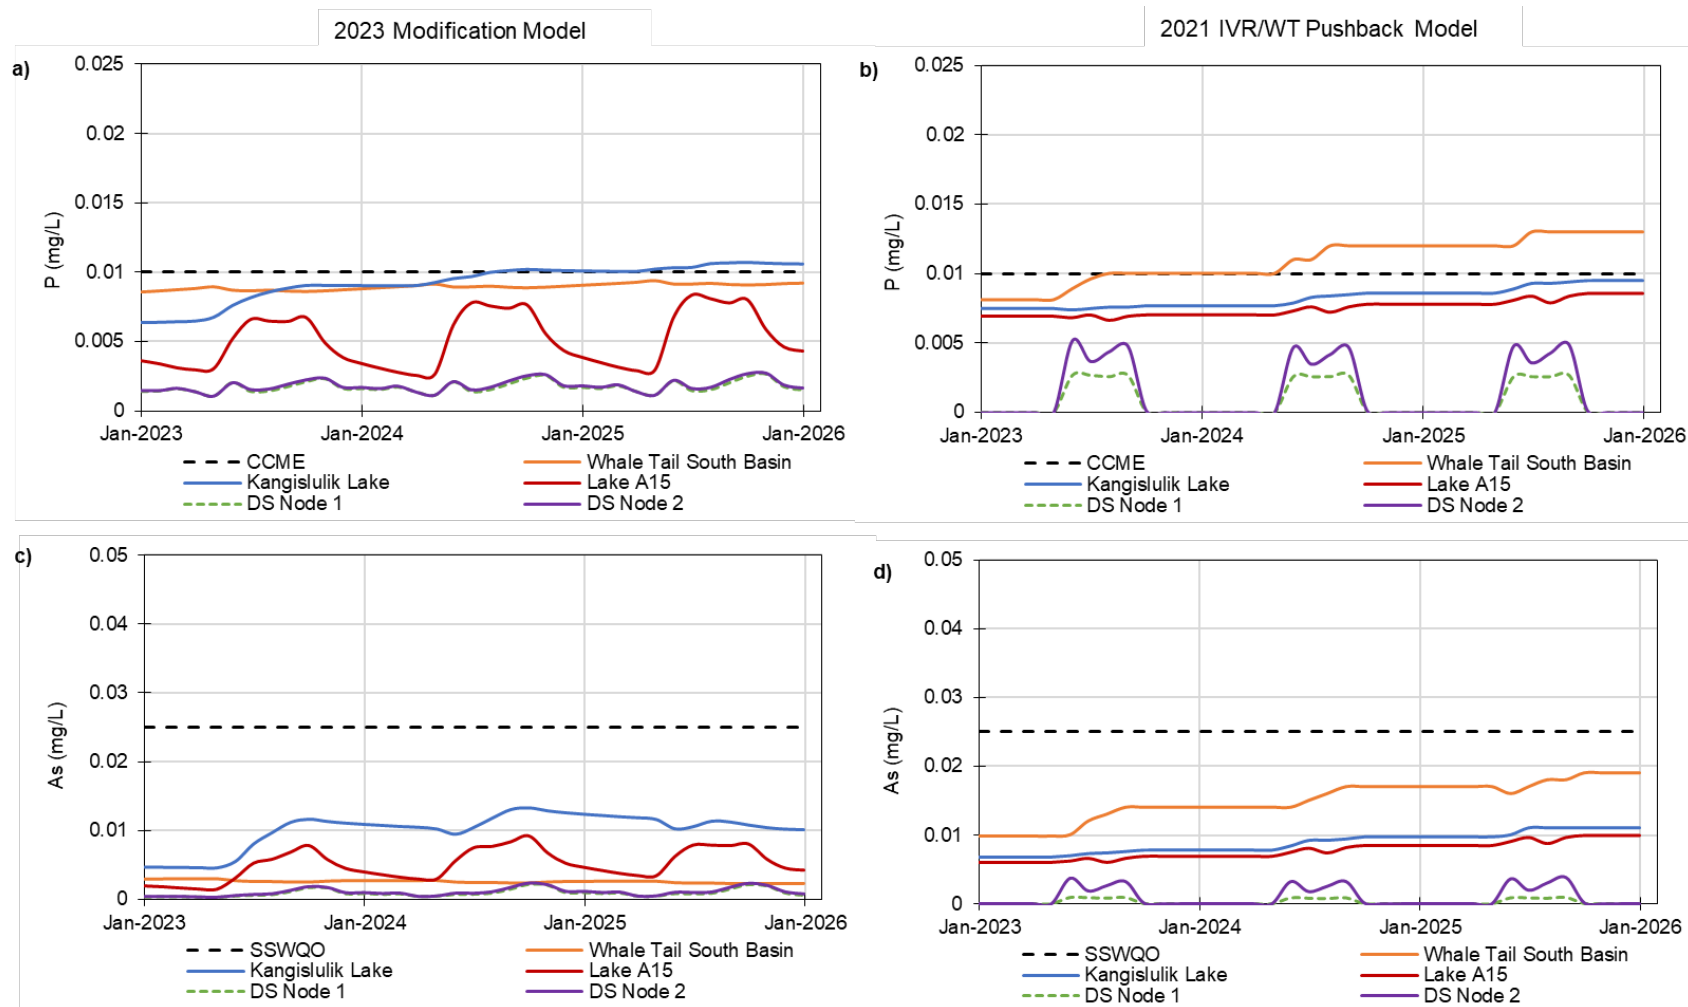 2023 Modification Model
2021 IVR/WT Pushback Model
a)
P (mg/L)
0.025
0.02
0.015
0.01
0.005
0
Jan-2023 Jan-2024 Jan-2025 Jan-2026
CCME Whale Tail South Basin
Kangislulik Lake Lake A15
DS Node 1 DS Node 2
b)
P (mg/L)
0.025
0.02
0.015
0.01
0.005
0
Jan-2023 Jan-2024 Jan-2025 Jan-2026
CCME Whale Tail South Basin
Kangislulik Lake Lake A15
DS Node 1 DS Node 2
c)
As (mg/L)
0.05
0.04
0.03
0.02
0.01
0
Jan-2023 Jan-2024 Jan-2025 Jan-2026
SSWQO Whale Tail South Basin
Kangislulik Lake Lake A15
DS Node 1 DS Node 2
d)
As (mg/L)
0.05
0.04
0.03
0.02
0.01
0
Jan-2023 Jan-2024 Jan-2025 Jan-2026
SSWQO Whale Tail South Basin
Kangislulik Lake Lake A15
DS Node 1 DS Node 2